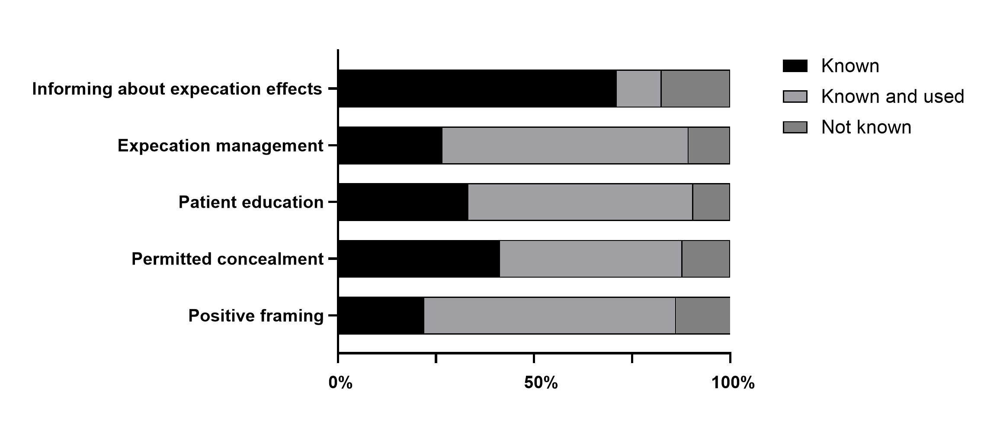 Informing about expecation effects
Expecation management
Patient education
Permitted concealment
Positive framing
0% 50% 100%
Known
Known and used
Not known